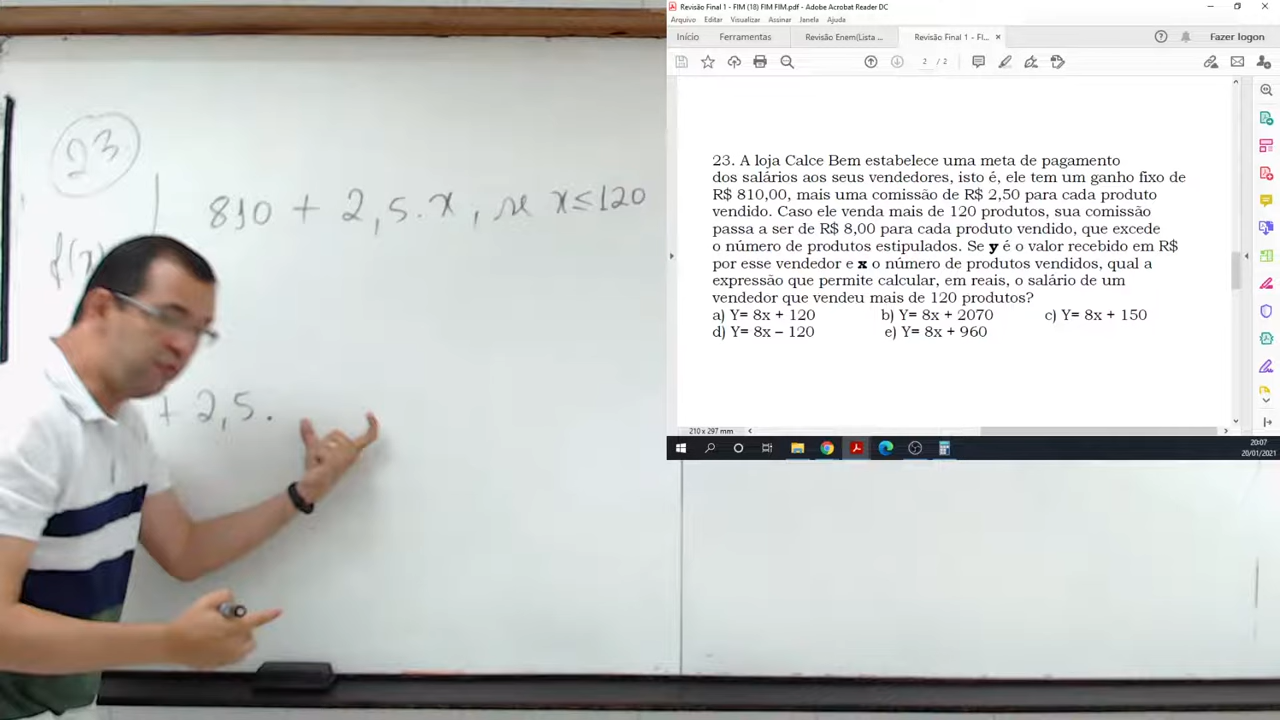 23
810 + 2,5.x, se x≤120
f(x)
+ 2,5.
Revisão Final 1 - FIM (18) FIM FIM.pdf - Adobe Acrobat Reader DC
Arquivo Editar Visualizar Assinar Janela Ajuda
Início Ferramentas Revisão Enem(Lista ... Revisão Final 1 - FI... × Fazer logon
2 / 2
23. A loja Calce Bem estabelece uma meta de pagamento
dos salários aos seus vendedores, isto é, ele tem um ganho fixo de
R$ 810,00, mais uma comissão de R$ 2,50 para cada produto
vendido. Caso ele venda mais de 120 produtos, sua comissão
passa a ser de R$ 8,00 para cada produto vendido, que excede
o número de produtos estipulados. Se y é o valor recebido em R$
por esse vendedor e x o número de produtos vendidos, qual a
expressão que permite calcular, em reais, o salário de um
vendedor que vendeu mais de 120 produtos?
a) Y= 8x + 120 b) Y= 8x + 2070 c) Y= 8x + 150
d) Y= 8x – 120 e) Y= 8x + 960
210 x 297 mm
20:07
20/01/2021